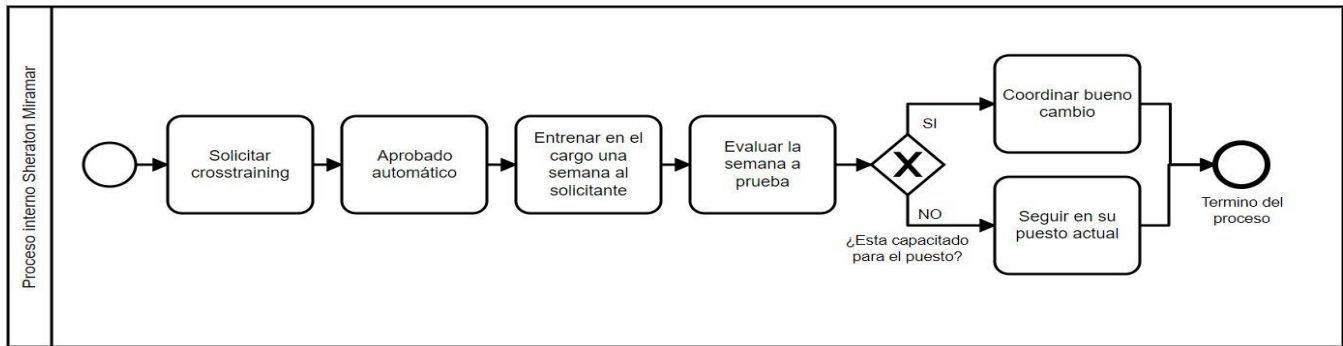 Proceso interno Sheraton Miramar
Solicitar
crosstraining
Aprobado
automático
Entrenar en el
cargo una
semana al
solicitante
Evaluar la
semana a
prueba
SI
NO
¿Esta capacitado
para el puesto?
Coordinar bueno
cambio
Seguir en su
puesto actual
Termino del
proceso